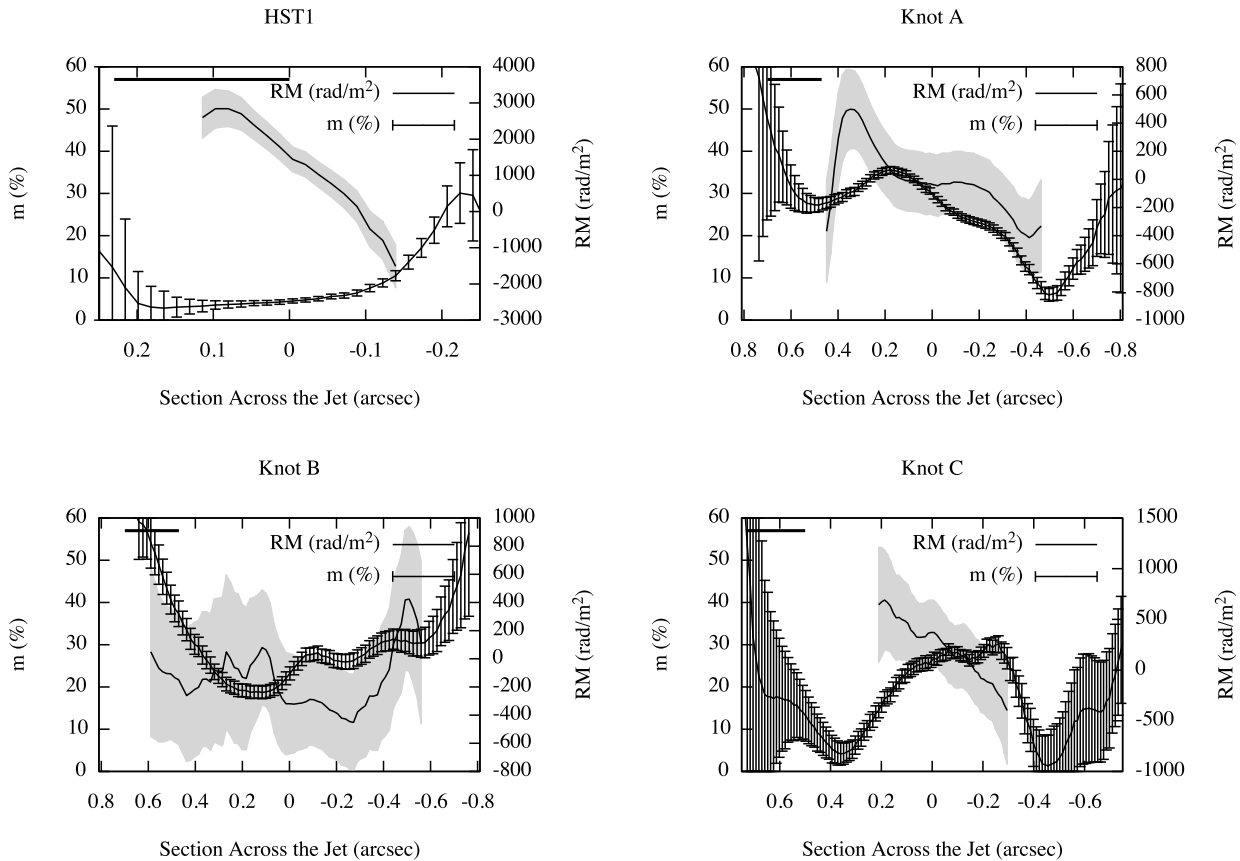 HST1
60
50
40
30
20
10
0
m (%)
4000
3000
2000
1000
0
-1000
-2000
-3000
RM (rad/m²)
RM (rad/m²)
m (%)
0.2 0.1 0 -0.1 -0.2
Section Across the Jet (arcsec)
Knot A
60
50
40
30
20
10
0
m (%)
800
600
400
200
0
-200
-400
-600
-800
-1000
RM (rad/m²)
RM (rad/m²)
m (%)
0.8 0.6 0.4 0.2 0 -0.2 -0.4 -0.6 -0.8
Section Across the Jet (arcsec)
Knot B
60
50
40
30
20
10
0
m (%)
1000
800
600
400
200
0
-200
-400
-600
-800
RM (rad/m²)
RM (rad/m²)
m (%)
0.8 0.6 0.4 0.2 0 -0.2 -0.4 -0.6 -0.8
Section Across the Jet (arcsec)
Knot C
60
50
40
30
20
10
0
m (%)
1500
1000
500
0
-500
-1000
RM (rad/m²)
RM (rad/m²)
m (%)
0.6 0.4 0.2 0 -0.2 -0.4 -0.6
Section Across the Jet (arcsec)